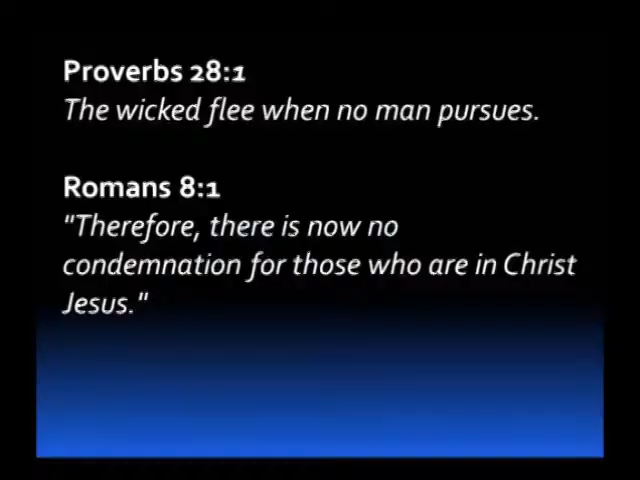 Proverbs 28:1
The wicked flee when no man pursues.
Romans 8:1
"Therefore, there is now no
condemnation for those who are in Christ
Jesus."